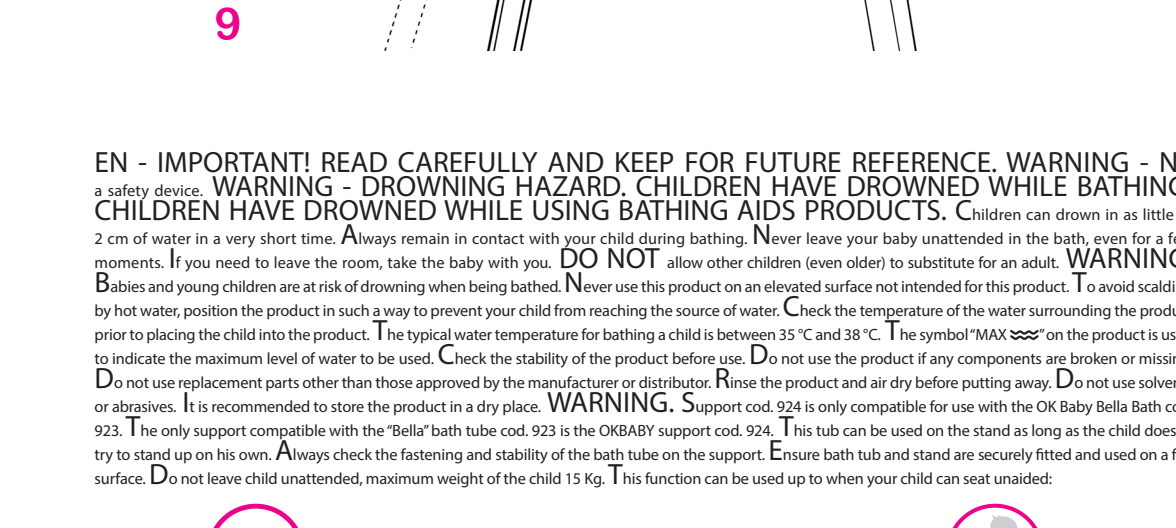 9
EN - IMPORTANT! READ CAREFULLY AND KEEP FOR FUTURE REFERENCE. WARNING - N
a safety device. WARNING - DROWNING HAZARD. CHILDREN HAVE DROWNED WHILE BATHING
CHILDREN HAVE DROWNED WHILE USING BATHING AIDS PRODUCTS. Children can drown in as little
2 cm of water in a very short time. Always remain in contact with your child during bathing. Never leave your baby unattended in the bath, even for a fe
moments. If you need to leave the room, take the baby with you. DO NOT allow other children (even older) to substitute for an adult. WARNING
Babies and young children are at risk of drowning when being bathed. Never use this product on an elevated surface not intended for this product. To avoid scaldi
by hot water, position the product in such a way to prevent your child from reaching the source of water. Check the temperature of the water surrounding the produ
prior to placing the child into the product. The typical water temperature for bathing a child is between 35 °C and 38 °C. The symbol “MAX ” on the product is us
to indicate the maximum level of water to be used. Check the stability of the product before use. Do not use the product if any components are broken or missin
Do not use replacement parts other than those approved by the manufacturer or distributor. Rinse the product and air dry before putting away. Do not use solven
or abrasives. It is recommended to store the product in a dry place. WARNING. Support cod. 924 is only compatible for use with the OK Baby Bella Bath co
923. The only support compatible with the “Bella” bath tube cod. 923 is the OKBABY support cod. 924. This tub can be used on the stand as long as the child does
try to stand up on his own. Always check the fastening and stability of the bath tube on the support. Ensure bath tub and stand are securely fitted and used on a f
surface. Do not leave child unattended, maximum weight of the child 15 Kg. This function can be used up to when your child can seat unaided: